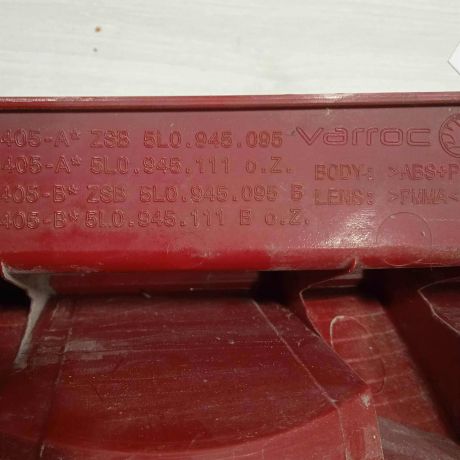 405-A* ZSB 5L0.945.095
405-A* 5L0.945.111 o.Z.
405-B* ZSB 5L0.945.095 B
405-B* 5L0.945.111 B o.Z.
varroc
BODY: >ABS+P
LENS: >PMMA<